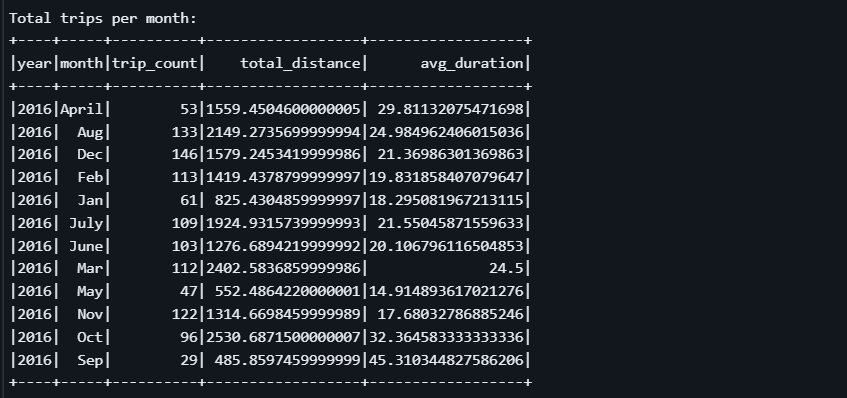 Total trips per month:
+----+-----+----------+------------------+------------------+
|year|month|trip_count|    total_distance|      avg_duration|
+----+-----+----------+------------------+------------------+
|2016|April|        53|1559.4504600000005| 29.81132075471698|
|2016|  Aug|       133|2149.2735699999994|24.984962406015036|
|2016|  Dec|       146|1579.2453419999986| 21.36986301369863|
|2016|  Feb|       113|1419.4378799999997|19.831858407079647|
|2016|  Jan|        61| 825.4304859999997|18.295081967213115|
|2016| July|       109|1924.9315739999993| 21.55045871559633|
|2016| June|       103|1276.6894219999992|20.106796116504853|
|2016|  Mar|       112|2402.5836859999986|              24.5|
|2016|  May|        47| 552.4864220000001|14.914893617021276|
|2016|  Nov|       122|1314.6698459999989| 17.68032786885246|
|2016|  Oct|        96|2530.6871500000007|32.364583333333336|
|2016|  Sep|        29| 485.8597459999999|45.310344827586206|
+----+-----+----------+------------------+------------------+